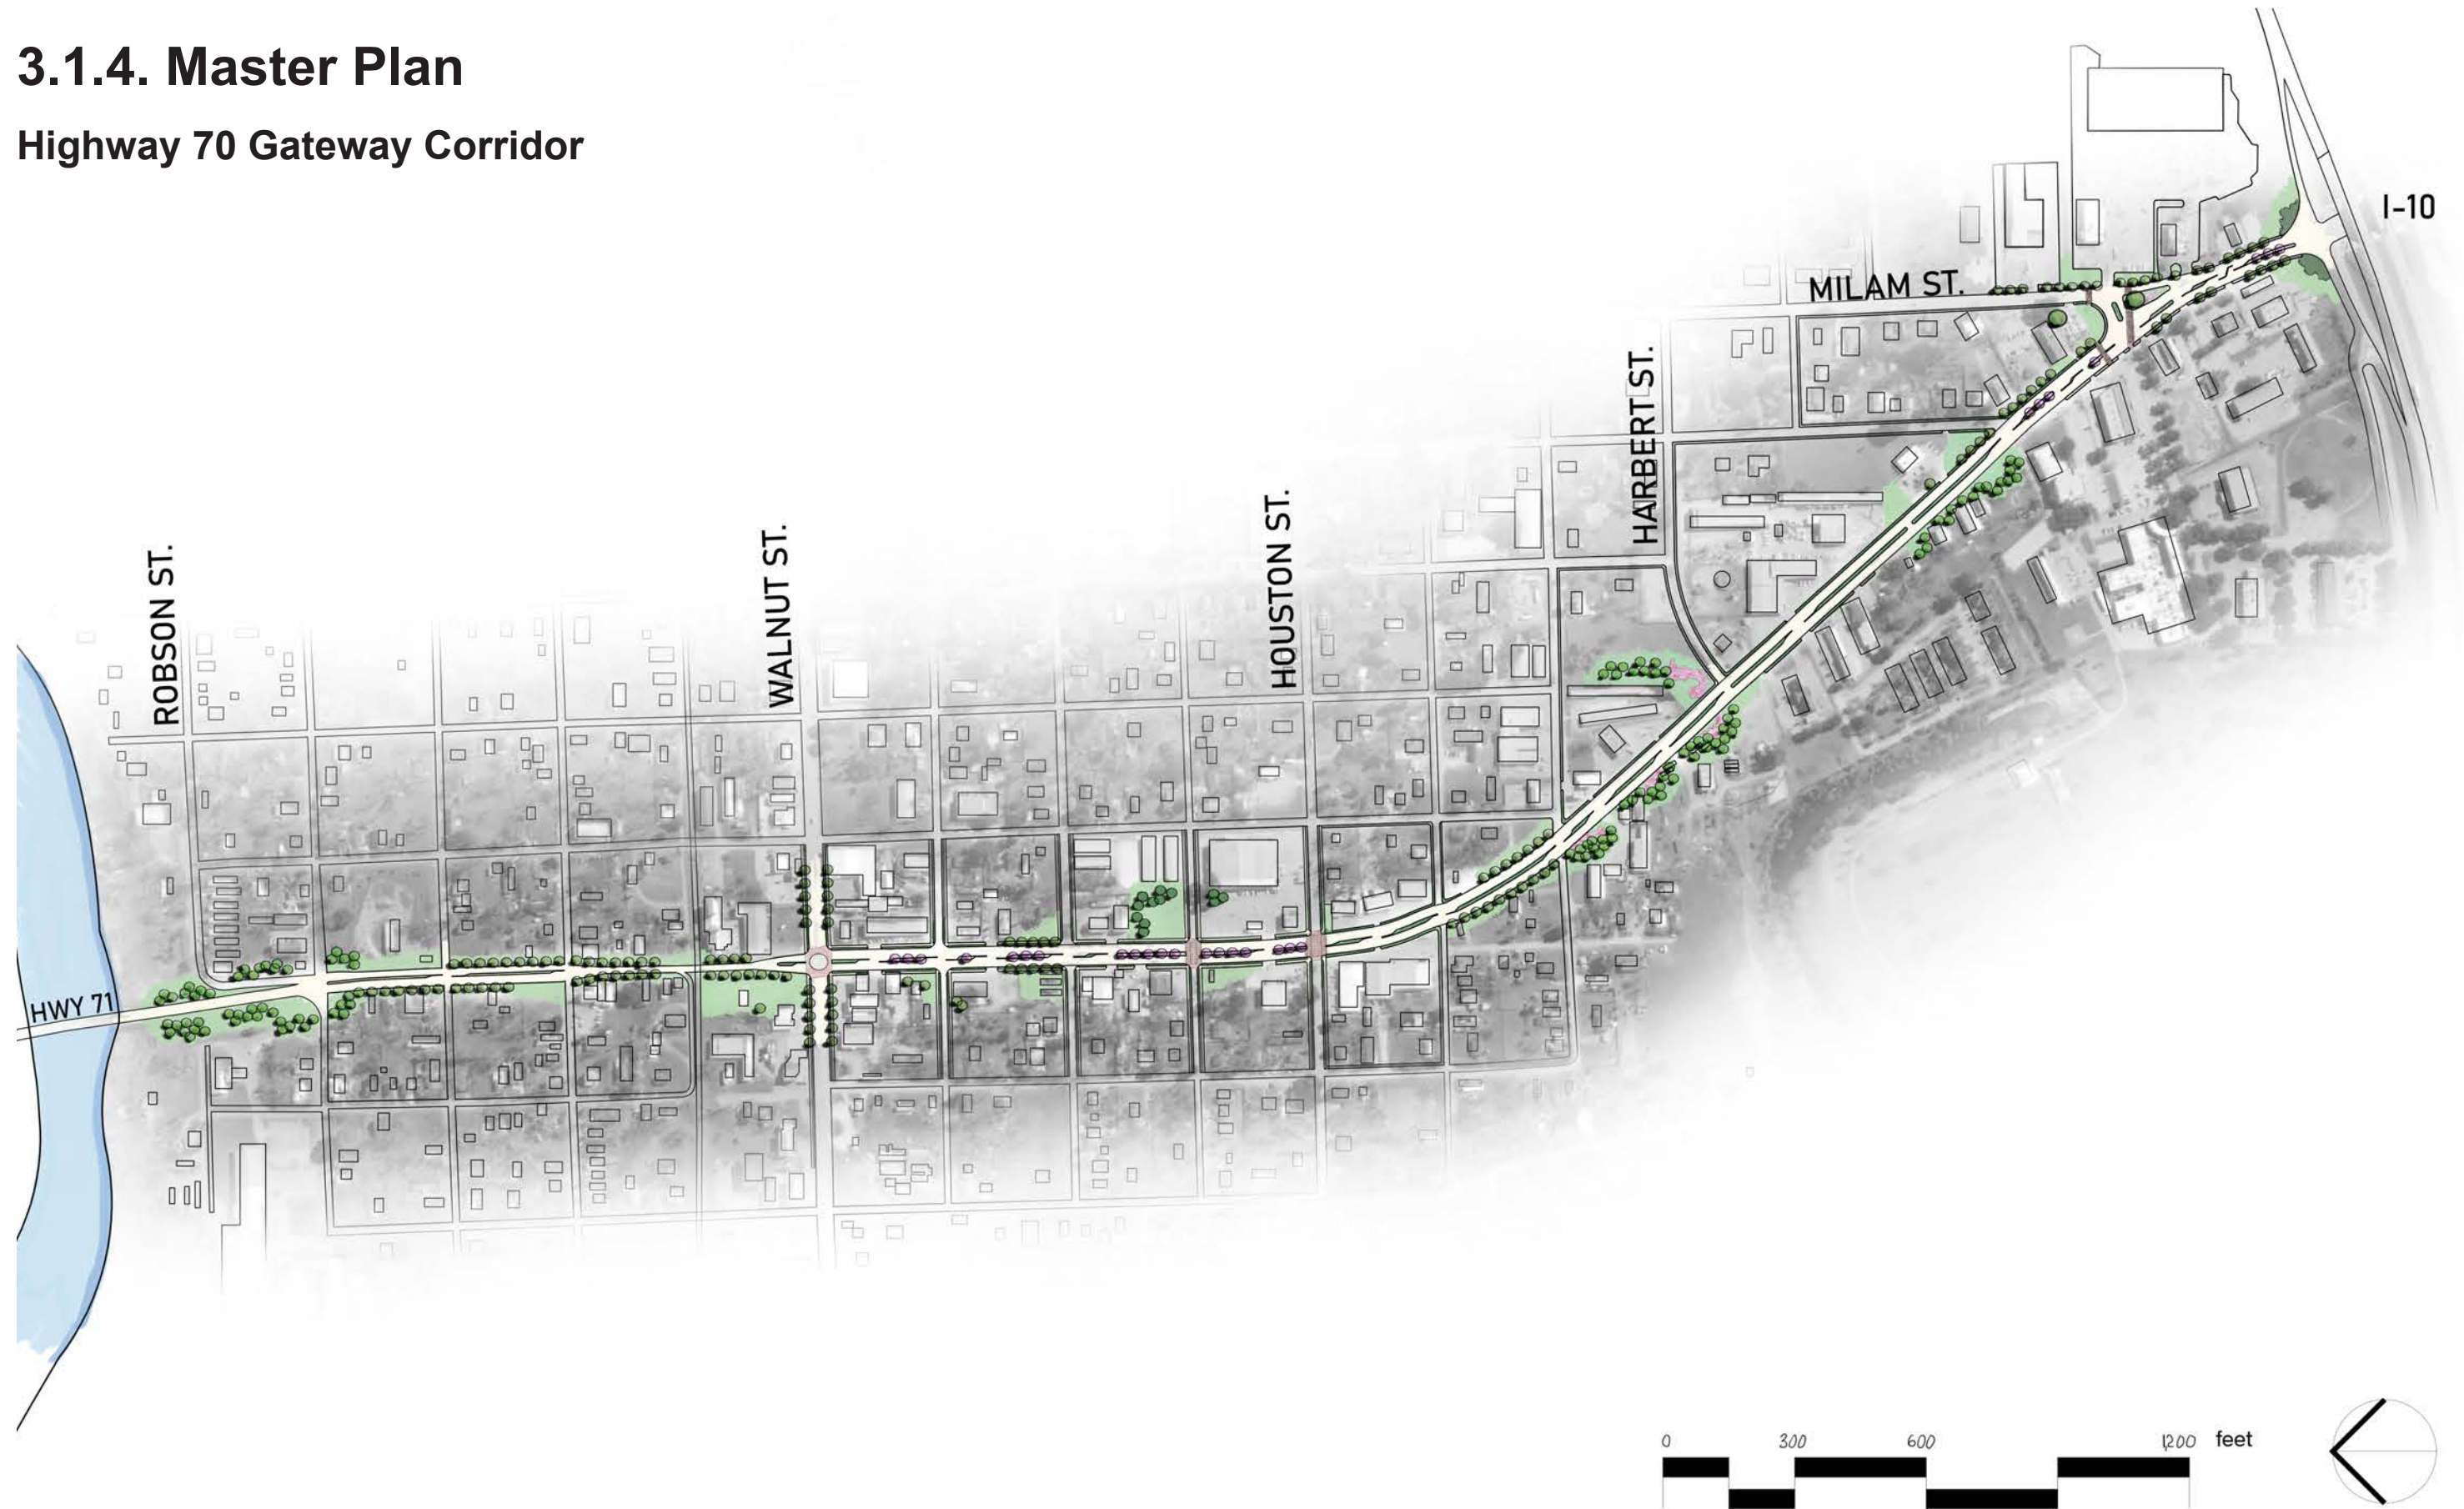 3.1.4. Master Plan
Highway 70 Gateway Corridor
I-10
MILAM ST.
HARBERT ST.
HOUSTON ST.
WALNUT ST.
ROBSON ST.
HWY 71
0 300 600 1200 feet